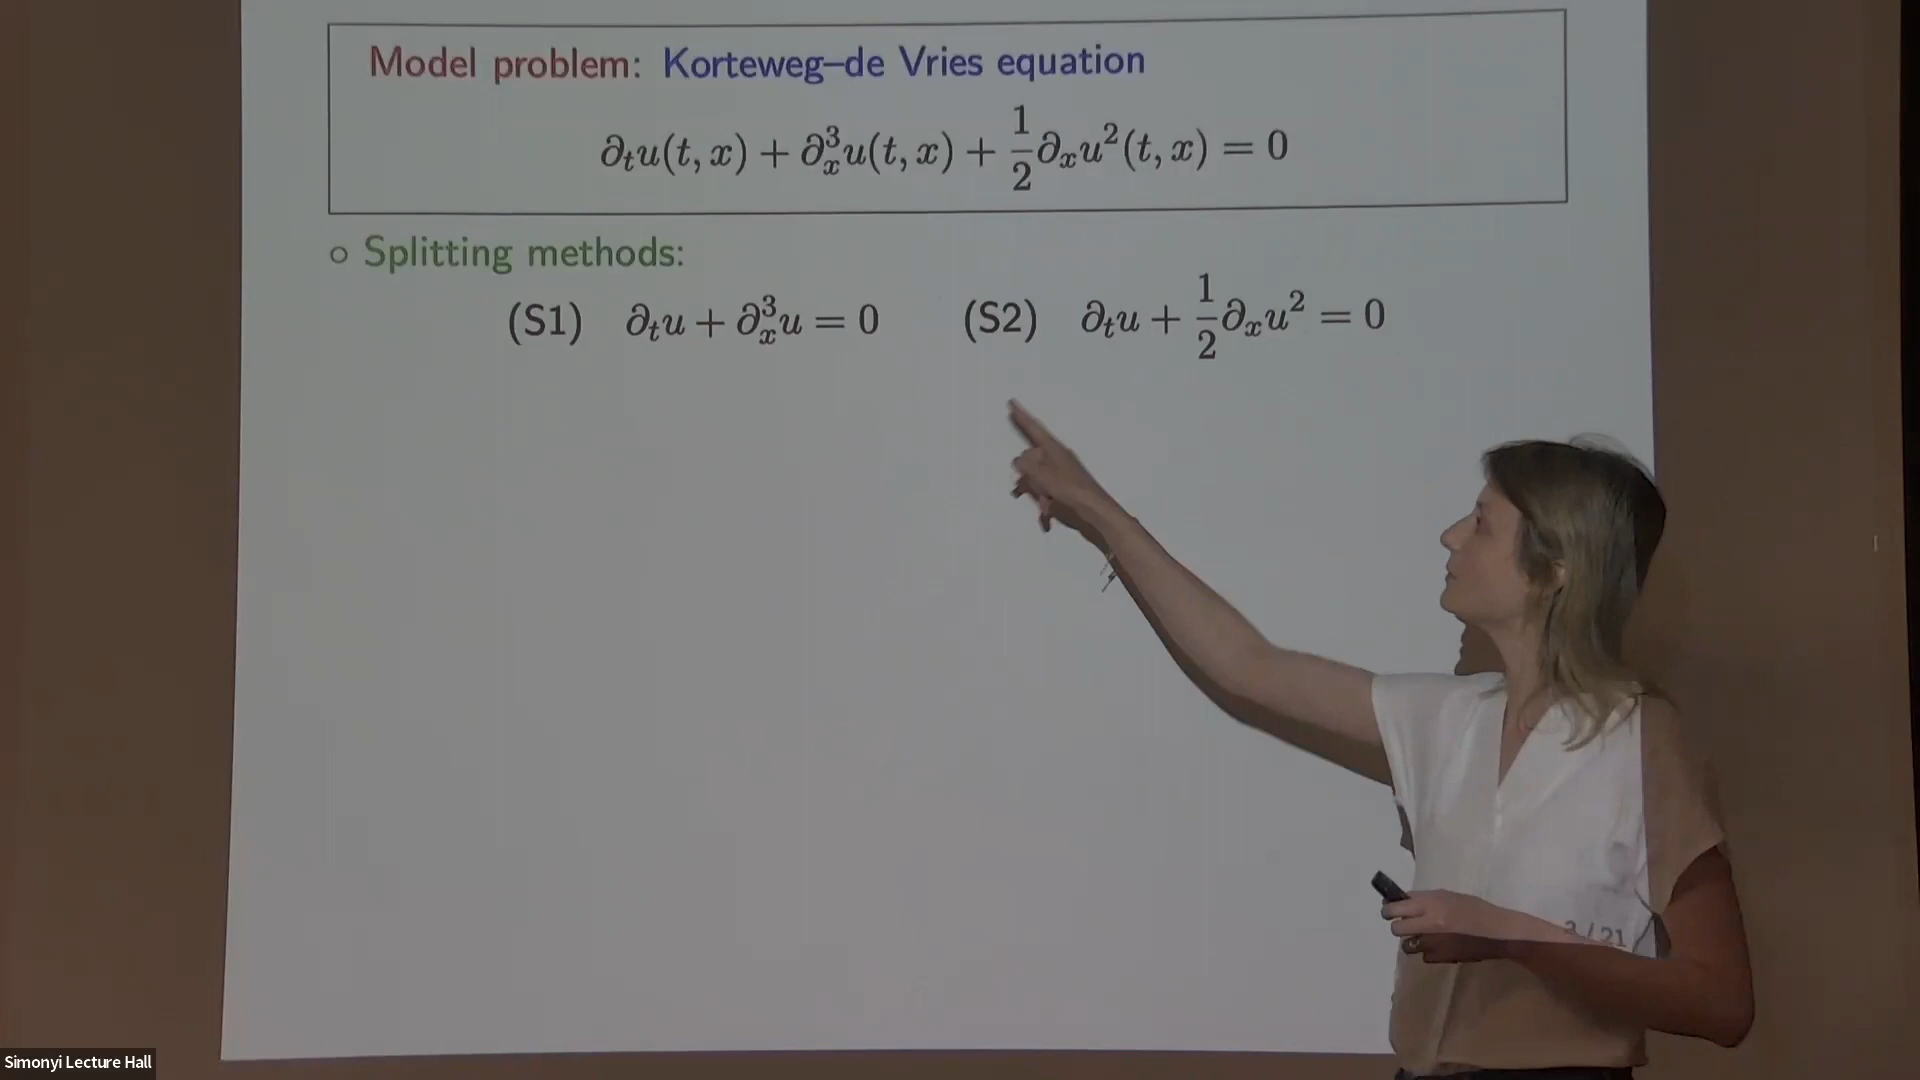 Model problem: Korteweg–de Vries equation
∂ₜu(t, x) + ∂ₓ³u(t, x) + 1/2 ∂ₓu²(t, x) = 0
○ Splitting methods:
(S1) ∂ₜu + ∂ₓ³u = 0 (S2) ∂ₜu + 1/2 ∂ₓu² = 0
/ 21
Simonyi Lecture Hall